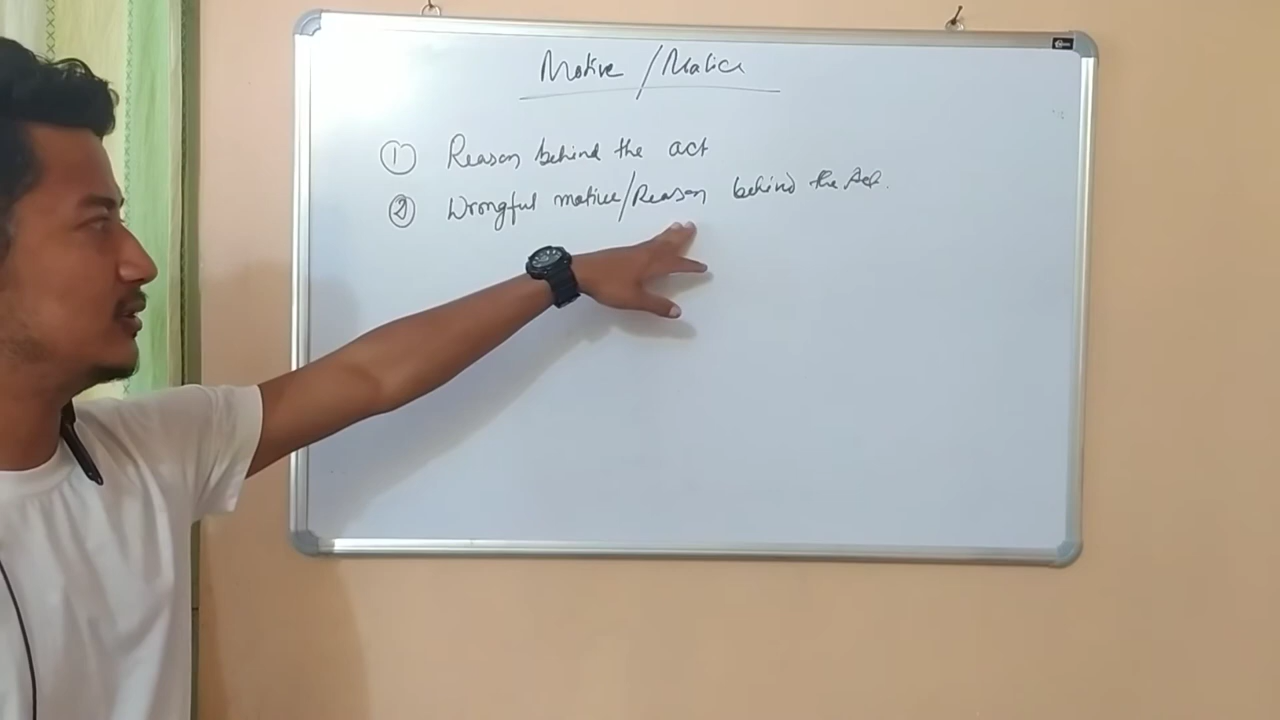 Motive / Malice
① Reason behind the act
② Wrongful motive/Reason behind the Act.